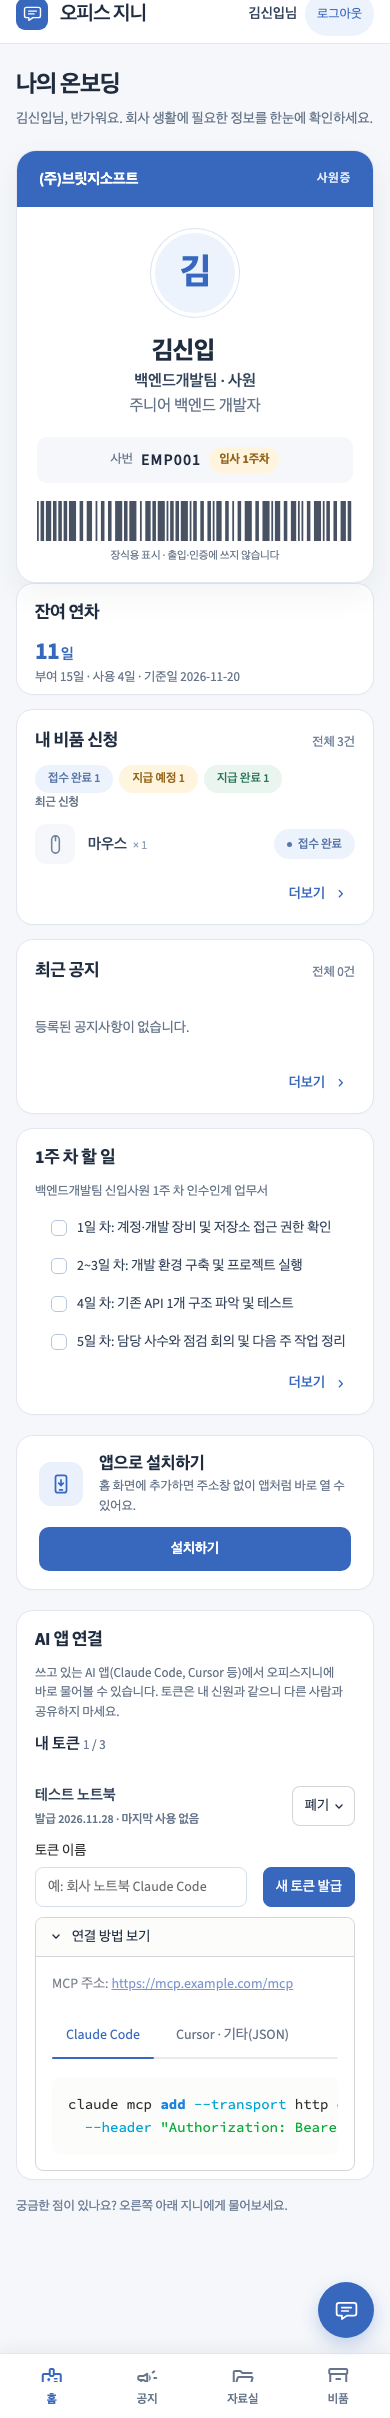 오피스 지니
김신입님 로그아웃
나의 온보딩
김신입님, 반가워요. 회사 생활에 필요한 정보를 한눈에 확인하세요.
(주)브릿지소프트 사원증
김
김신입
백엔드개발팀 · 사원
주니어 백엔드 개발자
사번 EMP001 입사 1주차
장식용 표시 · 출입·인증에 쓰지 않습니다
잔여 연차
11일
부여 15일 · 사용 4일 · 기준일 2026-11-20
내 비품 신청 전체 3건
접수 완료 1 지급 예정 1 지급 완료 1
최근 신청
마우스 × 1 접수 완료
더보기
최근 공지 전체 0건
등록된 공지사항이 없습니다.
더보기
1주 차 할 일
백엔드개발팀 신입사원 1주 차 인수인계 업무서
1일 차: 계정·개발 장비 및 저장소 접근 권한 확인
2~3일 차: 개발 환경 구축 및 프로젝트 실행
4일 차: 기존 API 1개 구조 파악 및 테스트
5일 차: 담당 사수와 점검 회의 및 다음 주 작업 정리
더보기
앱으로 설치하기
홈 화면에 추가하면 주소창 없이 앱처럼 바로 열 수
있어요.
설치하기
AI 앱 연결
쓰고 있는 AI 앱(Claude Code, Cursor 등)에서 오피스지니에
바로 물어볼 수 있습니다. 토큰은 내 신원과 같으니 다른 사람과
공유하지 마세요.
내 토큰 1 / 3
테스트 노트북
발급 2026.11.28 · 마지막 사용 없음
폐기
토큰 이름
예: 회사 노트북 Claude Code 새 토큰 발급
연결 방법 보기
MCP 주소: https://mcp.example.com/mcp
Claude Code Cursor · 기타(JSON)
claude mcp add --transport http
--header "Authorization: Beare
궁금한 점이 있나요? 오른쪽 아래 지니에게 물어보세요.
홈 공지 자료실 비품